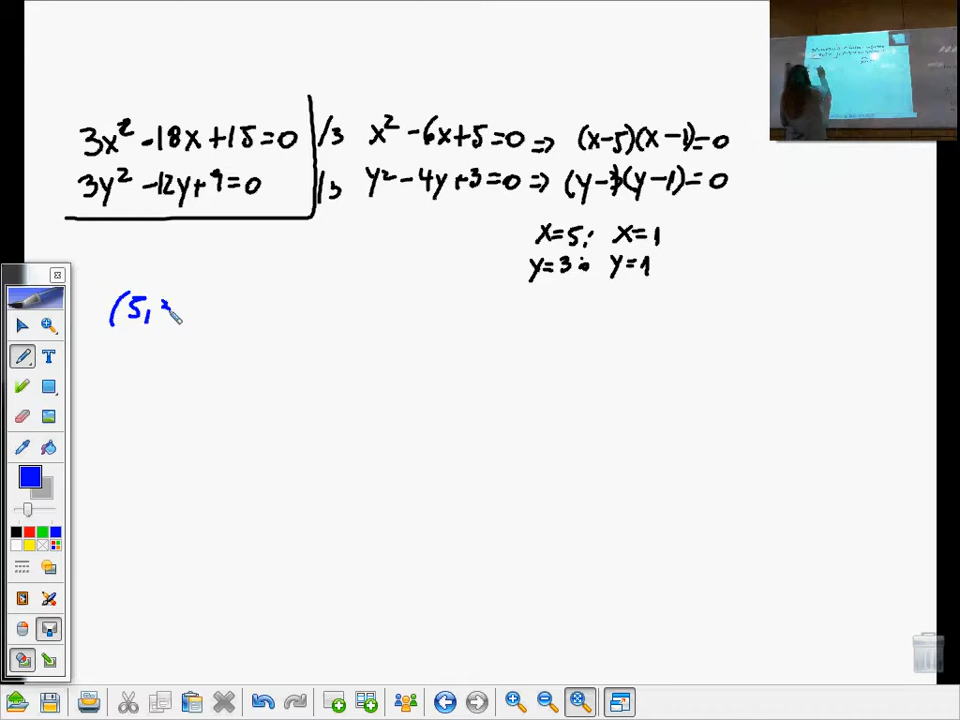 3x² -18x +15=0 /3 x² -6x+5=0 => (x-5)(x-1)=0
3y² -12y+9=0 /3 y² -4y+3=0 => (y-3)(y-1)=0
x=5; x=1
y=3; y=1
(5,
T